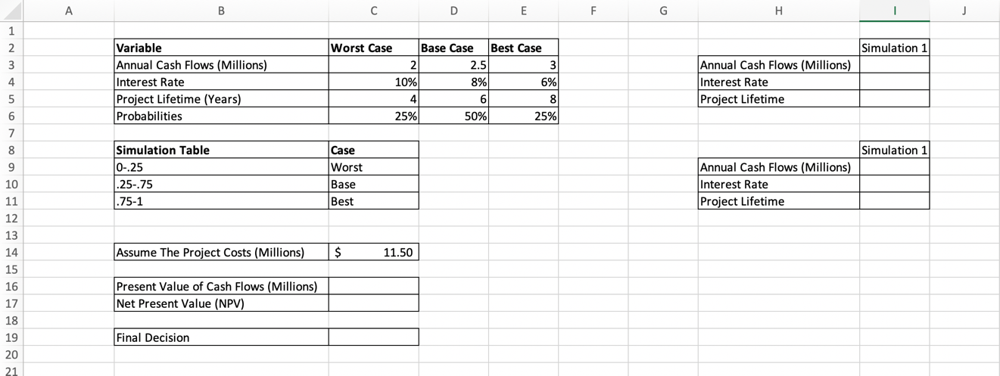 A B C D E F G H I J
1
2 Variable Worst Case Base Case Best Case Simulation 1
3 Annual Cash Flows (Millions) 2 2.5 3 Annual Cash Flows (Millions)
4 Interest Rate 10% 8% 6% Interest Rate
5 Project Lifetime (Years) 4 6 8 Project Lifetime
6 Probabilities 25% 50% 25%
7
8 Simulation Table Case Simulation 1
9 0-.25 Worst Annual Cash Flows (Millions)
10 .25-.75 Base Interest Rate
11 .75-1 Best Project Lifetime
12
13
14 Assume The Project Costs (Millions) $ 11.50
15
16 Present Value of Cash Flows (Millions)
17 Net Present Value (NPV)
18
19 Final Decision
20
21